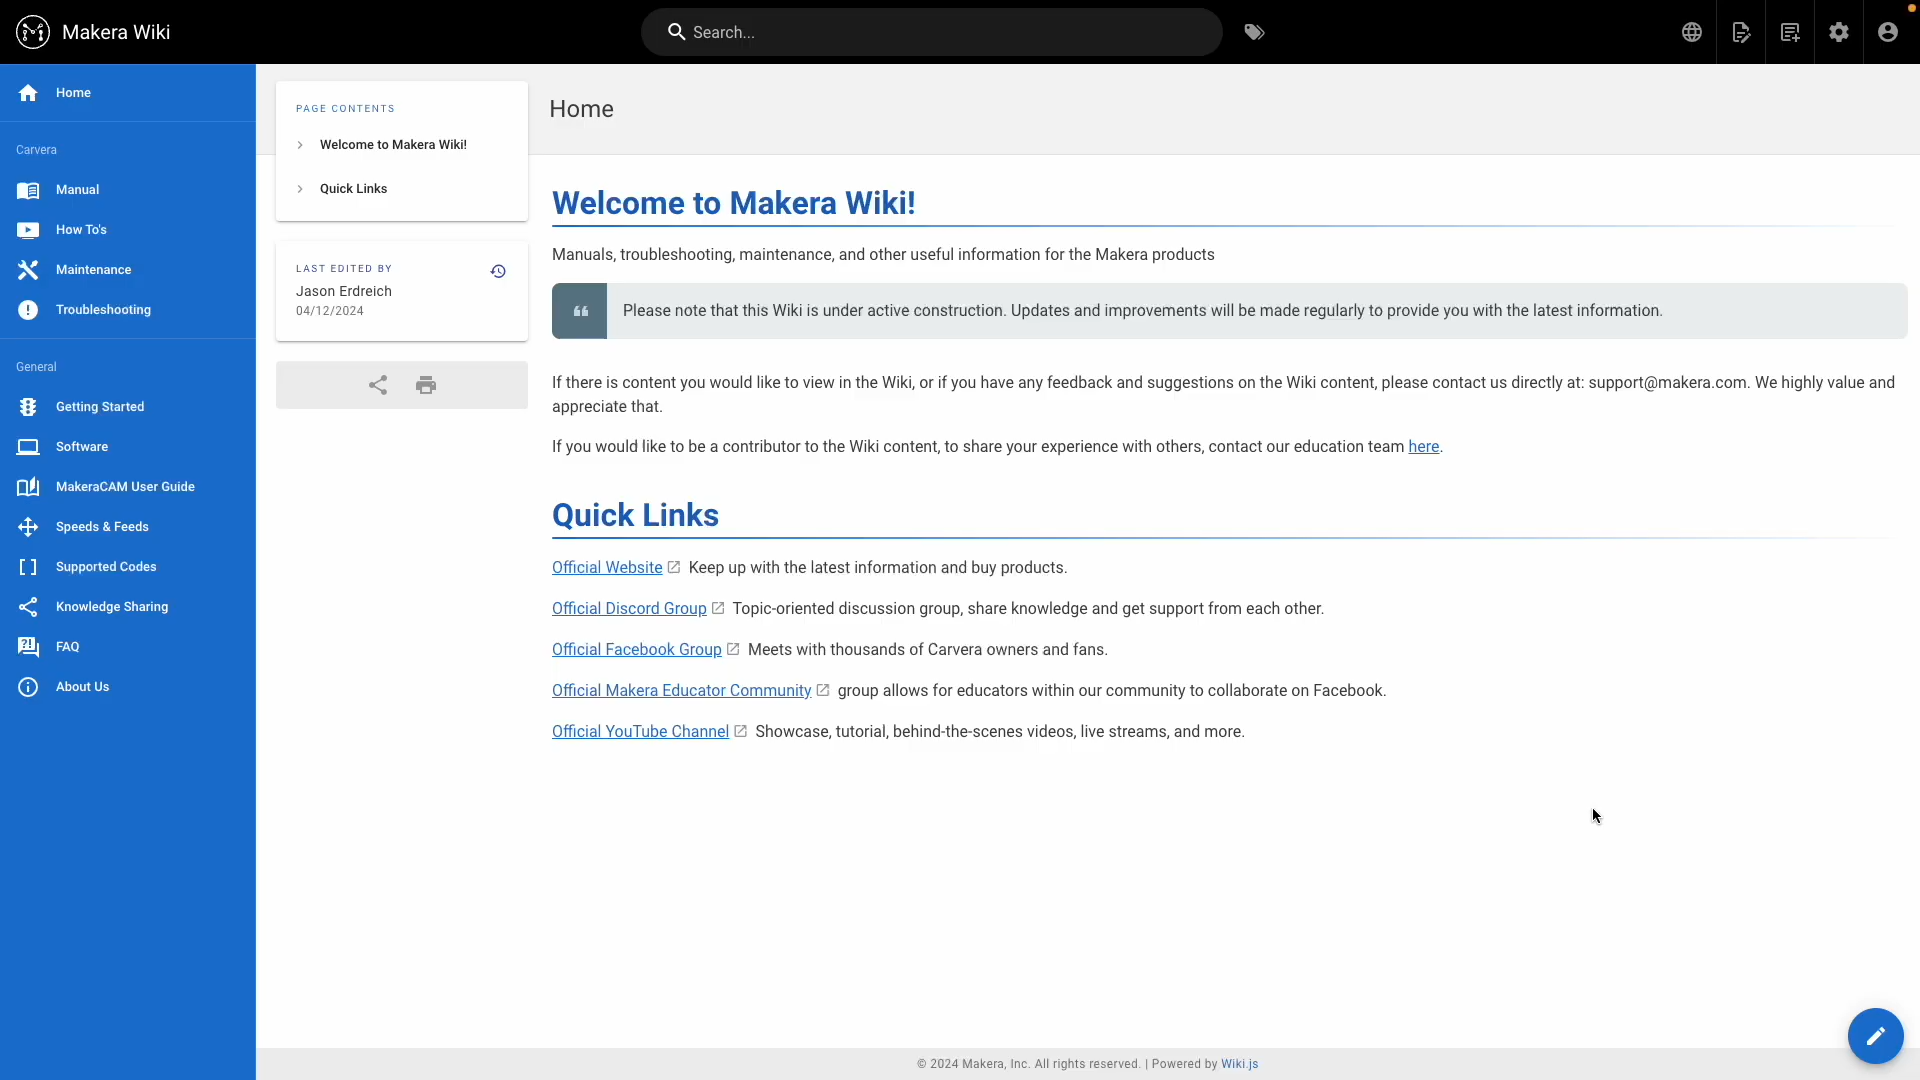 Makera Wiki
Search...
Home
Carvera
Manual
How To's
Maintenance
Troubleshooting
General
Getting Started
Software
MakeraCAM User Guide
Speeds & Feeds
Supported Codes
Knowledge Sharing
FAQ
About Us
PAGE CONTENTS
Welcome to Makera Wiki!
Quick Links
LAST EDITED BY
Jason Erdreich
04/12/2024
Home
Welcome to Makera Wiki!
Manuals, troubleshooting, maintenance, and other useful information for the Makera products
Please note that this Wiki is under active construction. Updates and improvements will be made regularly to provide you with the latest information.
If there is content you would like to view in the Wiki, or if you have any feedback and suggestions on the Wiki content, please contact us directly at: support@makera.com. We highly value and
appreciate that.
If you would like to be a contributor to the Wiki content, to share your experience with others, contact our education team here.
Quick Links
Official Website Keep up with the latest information and buy products.
Official Discord Group Topic-oriented discussion group, share knowledge and get support from each other.
Official Facebook Group Meets with thousands of Carvera owners and fans.
Official Makera Educator Community group allows for educators within our community to collaborate on Facebook.
Official YouTube Channel Showcase, tutorial, behind-the-scenes videos, live streams, and more.
© 2024 Makera, Inc. All rights reserved. | Powered by Wiki.js